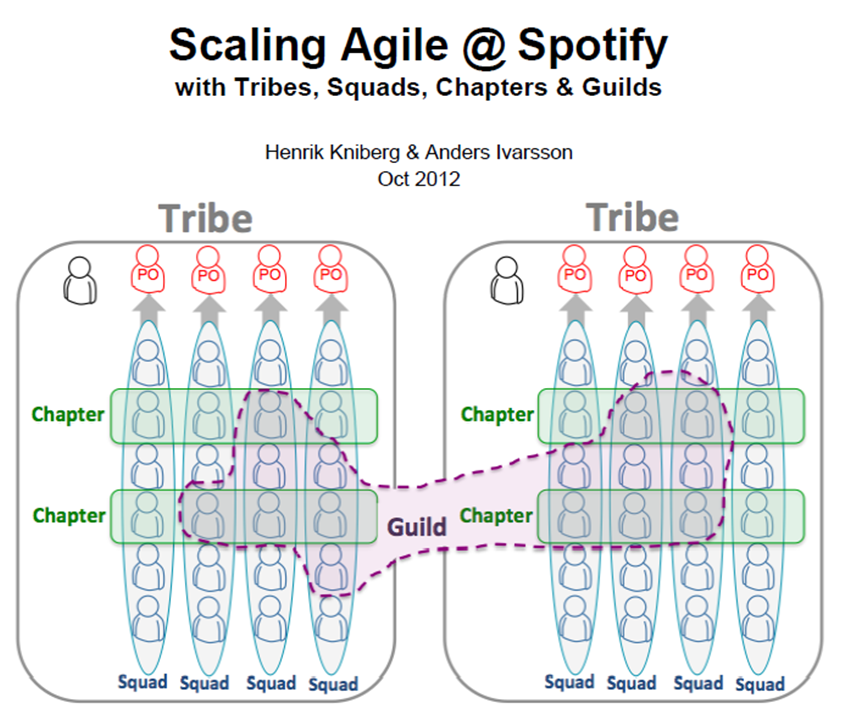 Scaling Agile @ Spotify
with Tribes, Squads, Chapters & Guilds
Henrik Kniberg & Anders Ivarsson
Oct 2012
Tribe
Tribe
PO PO PO PO
PO PO PO PO
Chapter
Chapter
Chapter
Guild
Chapter
Squad Squad Squad Squad
Squad Squad Squad Squad